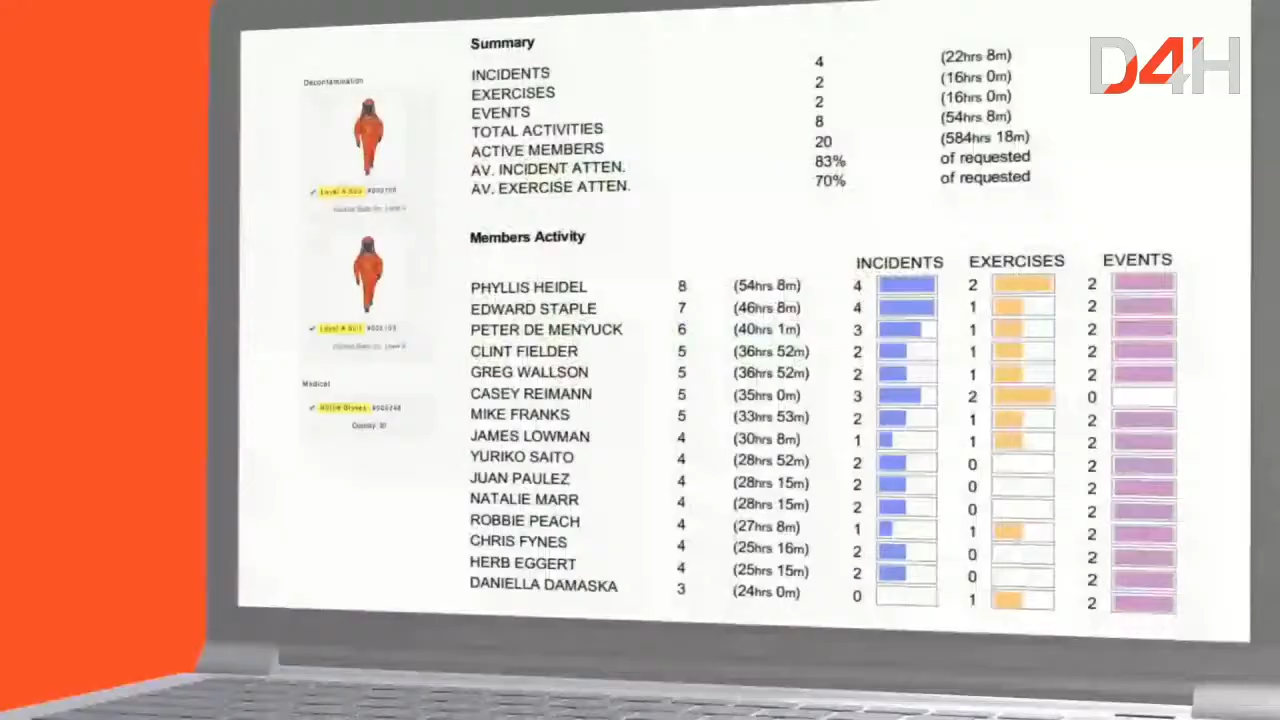 D4H
Decontamination
✓ Level A Suit
✓ Level A Suit
Medical
✓
Summary
INCIDENTS 4 (22hrs 8m)
EXERCISES 2 (16hrs 0m)
EVENTS 2 (16hrs 0m)
TOTAL ACTIVITIES 8 (54hrs 8m)
ACTIVE MEMBERS 20 (584hrs 18m)
AV. INCIDENT ATTEN. 83% of requested
AV. EXERCISE ATTEN. 70% of requested
Members Activity
INCIDENTS EXERCISES EVENTS
PHYLLIS HEIDEL 8 (54hrs 8m) 4 2 2
EDWARD STAPLE 7 (46hrs 8m) 4 1 2
PETER DE MENYUCK 6 (40hrs 1m) 3 1 2
CLINT FIELDER 5 (36hrs 52m) 2 1 2
GREG WALLSON 5 (36hrs 52m) 2 1 2
CASEY REIMANN 5 (35hrs 0m) 3 2 0
MIKE FRANKS 5 (33hrs 53m) 2 1 2
JAMES LOWMAN 4 (30hrs 8m) 1 1 2
YURIKO SAITO 4 (28hrs 52m) 2 0 2
JUAN PAULEZ 4 (28hrs 15m) 2 0 2
NATALIE MARR 4 (28hrs 15m) 2 0 2
ROBBIE PEACH 4 (27hrs 8m) 1 1 2
CHRIS FYNES 4 (25hrs 16m) 2 0 2
HERB EGGERT 4 (25hrs 15m) 2 0 2
DANIELLA DAMASKA 3 (24hrs 0m) 0 1 2